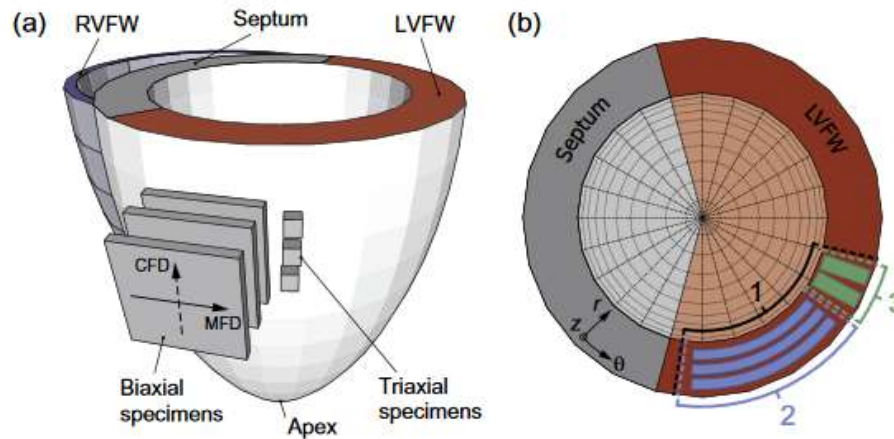 (a)
RVFW
Septum
LVFW
CFD
MFD
Biaxial
specimens
Triaxial
specimens
Apex
(b)
Septum
LVFW
1
r
z
θ
2
3